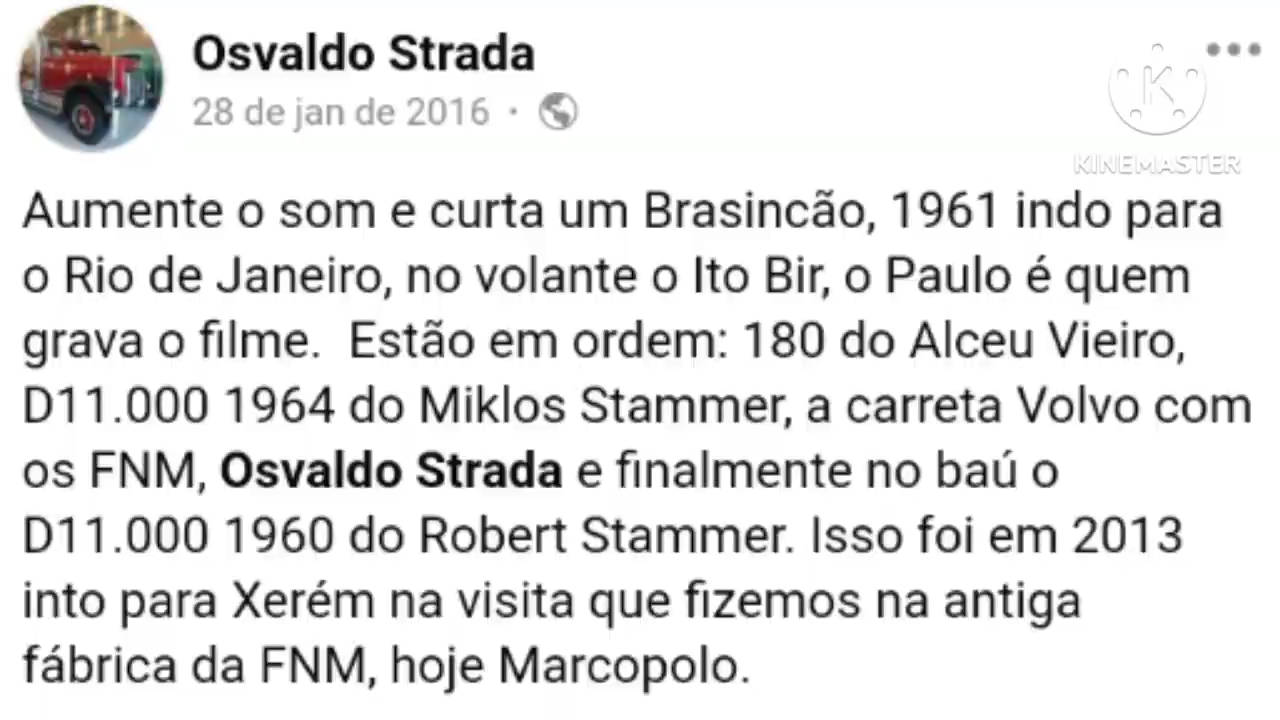 Osvaldo Strada
28 de jan de 2016 ·
KINEMASTER
Aumente o som e curta um Brasincão, 1961 indo para
o Rio de Janeiro, no volante o Ito Bir, o Paulo é quem
grava o filme.  Estão em ordem: 180 do Alceu Vieiro,
D11.000 1964 do Miklos Stammer, a carreta Volvo com
os FNM, Osvaldo Strada e finalmente no baú o
D11.000 1960 do Robert Stammer. Isso foi em 2013
into para Xerém na visita que fizemos na antiga
fábrica da FNM, hoje Marcopolo.